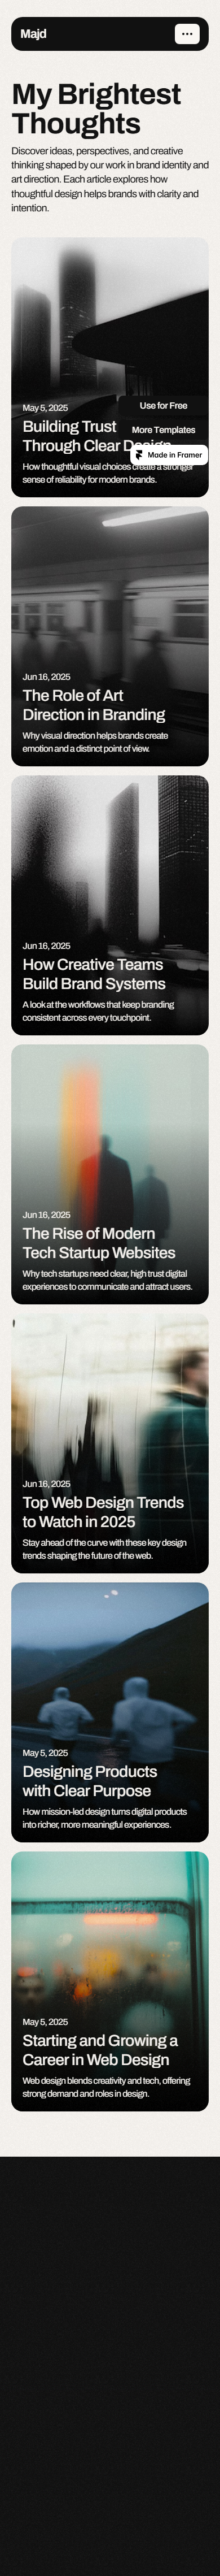 Majd
My Brightest
Thoughts
Discover ideas, perspectives, and creative
thinking shaped by our work in brand identity and
art direction. Each article explores how
thoughtful design helps brands with clarity and
intention.
May 5, 2025
Building Trust
Through Clear Design
How thoughtful visual choices create a stronger
sense of reliability for modern brands.
Use for Free
More Templates
Made in Framer
Jun 16, 2025
The Role of Art
Direction in Branding
Why visual direction helps brands create
emotion and a distinct point of view.
Jun 16, 2025
How Creative Teams
Build Brand Systems
A look at the workflows that keep branding
consistent across every touchpoint.
Jun 16, 2025
The Rise of Modern
Tech Startup Websites
Why tech startups need clear, high trust digital
experiences to communicate and attract users.
Jun 16, 2025
Top Web Design Trends
to Watch in 2025
Stay ahead of the curve with these key design
trends shaping the future of the web.
May 5, 2025
Designing Products
with Clear Purpose
How mission-led design turns digital products
into richer, more meaningful experiences.
May 5, 2025
Starting and Growing a
Career in Web Design
Web design blends creativity and tech, offering
strong demand and roles in design.